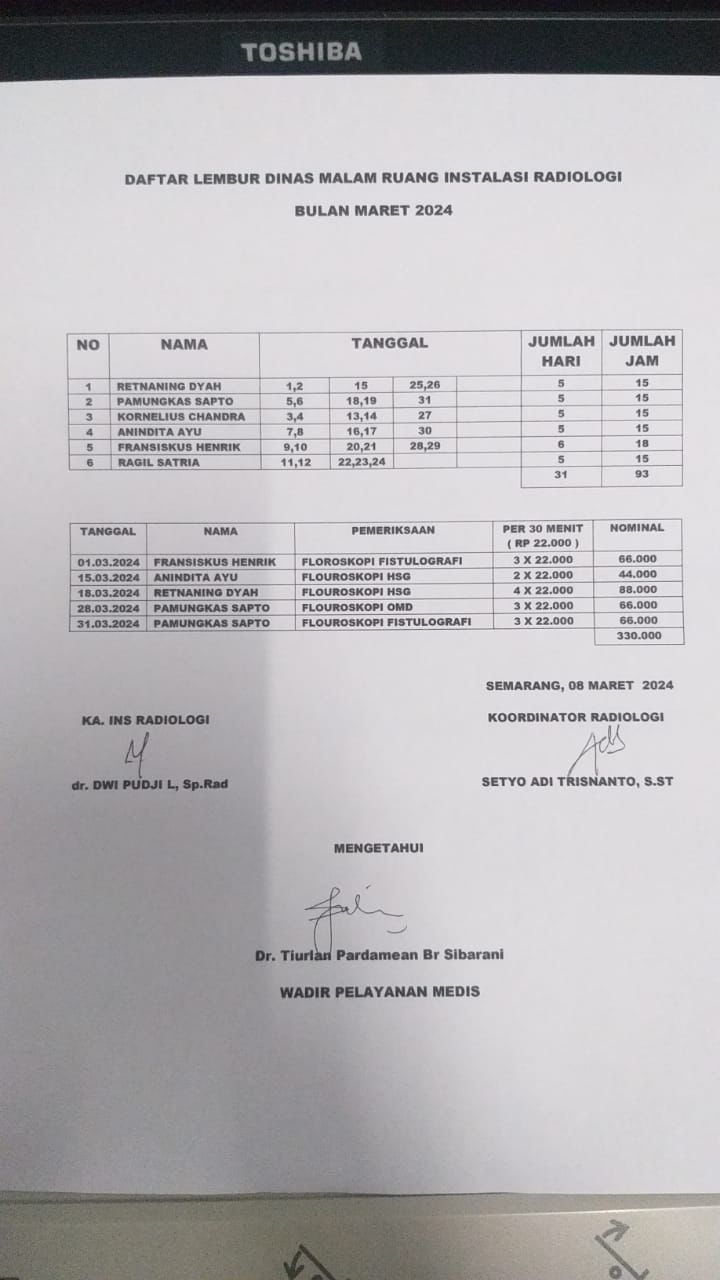 TOSHIBA
DAFTAR LEMBUR DINAS MALAM RUANG INSTALASI RADIOLOGI
BULAN MARET 2024
NO NAMA TANGGAL JUMLAH HARI JUMLAH JAM
1 RETNANING DYAH 1,2 15 25,26 5 15
2 PAMUNGKAS SAPTO 5,6 18,19 31 5 15
3 KORNELIUS CHANDRA 3,4 13,14 27 5 15
4 ANINDITA AYU 7,8 16,17 30 5 15
5 FRANSISKUS HENRIK 9,10 20,21 28,29 6 18
6 RAGIL SATRIA 11,12 22,23,24 5 15
31 93
TANGGAL NAMA PEMERIKSAAN PER 30 MENIT ( RP 22.000 ) NOMINAL
01.03.2024 FRANSISKUS HENRIK FLOROSKOPI FISTULOGRAFI 3 X 22.000 66.000
15.03.2024 ANINDITA AYU FLOUROSKOPI HSG 2 X 22.000 44.000
18.03.2024 RETNANING DYAH FLOUROSKOPI HSG 4 X 22.000 88.000
28.03.2024 PAMUNGKAS SAPTO FLOUROSKOPI OMD 3 X 22.000 66.000
31.03.2024 PAMUNGKAS SAPTO FLOUROSKOPI FISTULOGRAFI 3 X 22.000 66.000
330.000
SEMARANG, 08 MARET 2024
KA. INS RADIOLOGI KOORDINATOR RADIOLOGI
dr. DWI PUDJI L, Sp.Rad SETYO ADI TRISNANTO, S.ST
MENGETAHUI
Dr. Tiurlan Pardamean Br Sibarani
WADIR PELAYANAN MEDIS